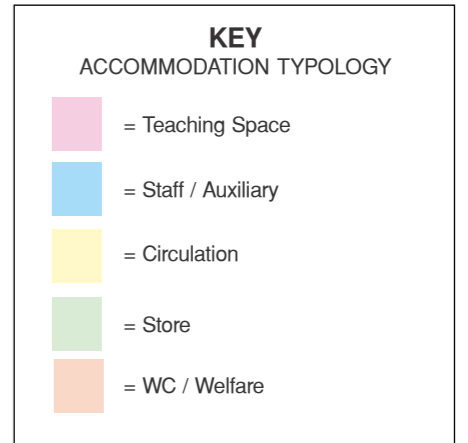 KEY
ACCOMMODATION TYPOLOGY
= Teaching Space
= Staff / Auxiliary
= Circulation
= Store
= WC / Welfare